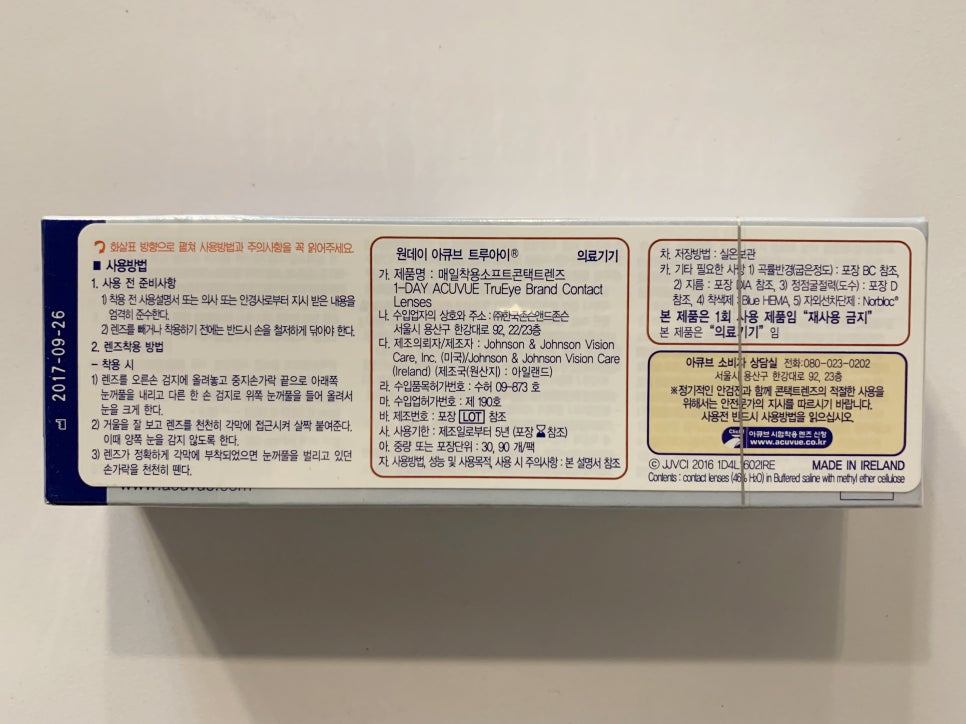 2017-09-26
화살표 방향으로 펼쳐 사용방법과 주의사항을 꼭 읽어주세요.
■ 사용방법
1. 사용 전 준비사항
1) 착용 전 사용설명서 또는 의사 또는 안경사로부터 지시 받은 내용을
엄격히 준수한다.
2) 렌즈를 빼거나 착용하기 전에는 반드시 손을 철저하게 닦아야 한다.
2. 렌즈착용 방법
- 착용 시
1) 렌즈를 오른손 검지에 올려놓고 중지손가락 끝으로 아래쪽
눈꺼풀을 내리고 다른 한 손 검지로 위쪽 눈꺼풀을 들어 올려서
눈을 크게 한다.
2) 거울을 잘 보고 렌즈를 천천히 각막에 접근시켜 살짝 붙여준다.
이때 양쪽 눈을 감지 않도록 한다.
3) 렌즈가 정확하게 각막에 부착되었으면 눈꺼풀을 벌리고 있던
손가락을 천천히 뗀다.
www.acuvue.com
원데이 아큐브 트루아이® 의료기기
가. 제품명 : 매일착용소프트콘택트렌즈
1-DAY ACUVUE TruEye Brand Contact
Lenses
나. 수입업자의 상호와 주소 : ㈜한국존슨앤드존슨
서울시 용산구 한강대로 92, 22/23층
다. 제조의뢰자/제조자 : Johnson & Johnson Vision
Care, Inc. (미국)/Johnson & Johnson Vision Care
(Ireland) (제조국(원산지) : 아일랜드)
라. 수입품목허가번호 : 수허 09-873 호
마. 수입업허가번호 : 제 190호
바. 제조번호 : 포장 LOT 참조
사. 사용기한 : 제조일로부터 5년 (포장 참조)
아. 중량 또는 포장단위 : 30, 90 개/팩
자. 사용방법, 성능 및 사용목적, 사용 시 주의사항 : 본 설명서 참조
차. 저장방법 : 실온보관
카. 기타 필요한 사항 1) 곡률반경(굽은정도) : 포장 BC 참조,
2) 지름 : 포장 DIA 참조, 3) 정점굴절력(도수) : 포장 D
참조, 4) 착색제 : Blue HEMA, 5) 자외선차단제 : Norbloc®
본 제품은 1회 사용 제품임 "재사용 금지"
본 제품은 "의료기기" 임
아큐브 소비자 상담실 전화:080-023-0202
서울시 용산구 한강대로 92, 23층
※정기적인 안검진과 함께 콘택트렌즈의 적절한 사용을
위해서는 안전문가의 지시를 따르시기 바랍니다.
사용전 반드시 사용방법을 읽으십시오.
아큐브 시험착용 렌즈 신청
www.acuvue.co.kr
© JJVCI 2016 1D4L1602IRE MADE IN IRELAND
Contents : contact lenses (46% H₂O) in Buffered saline with methyl ether cellulose